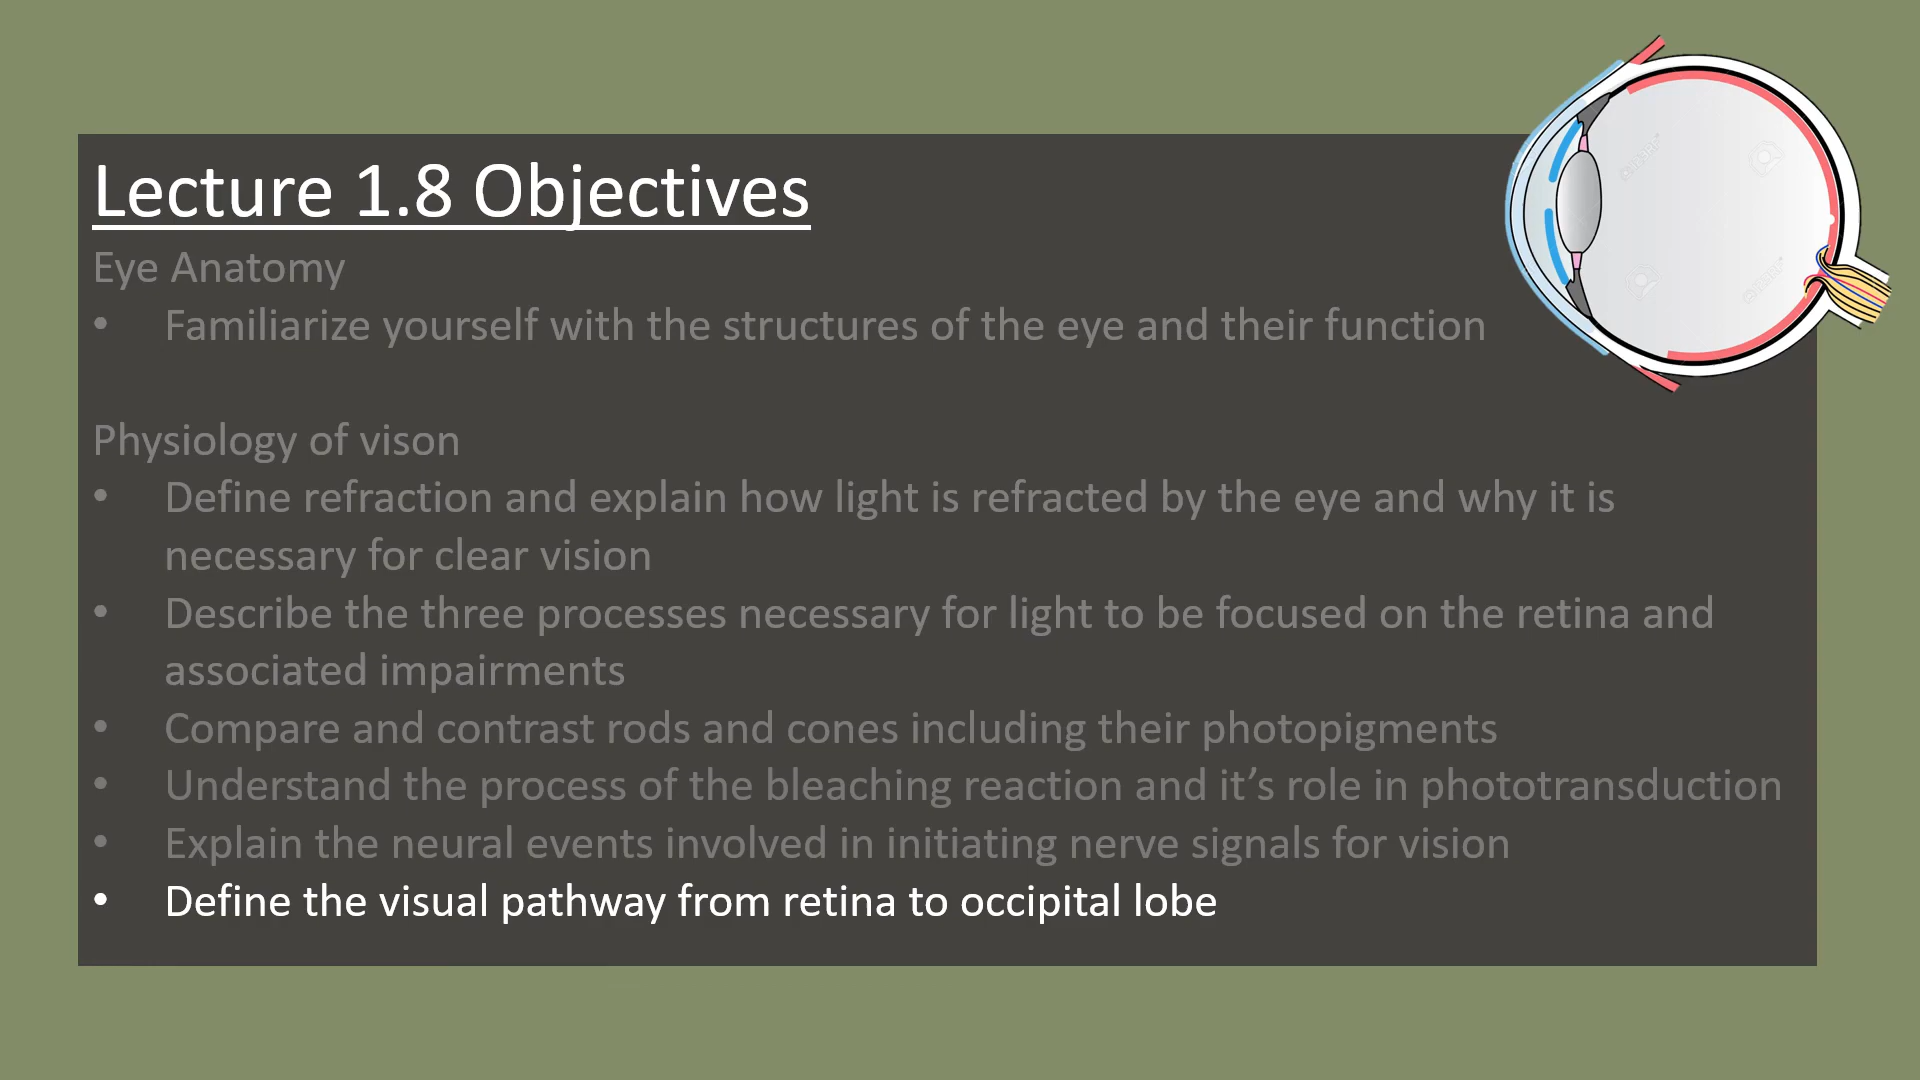 Lecture 1.8 Objectives
Eye Anatomy
• Familiarize yourself with the structures of the eye and their function
Physiology of vison
• Define refraction and explain how light is refracted by the eye and why it is
necessary for clear vision
• Describe the three processes necessary for light to be focused on the retina and
associated impairments
• Compare and contrast rods and cones including their photopigments
• Understand the process of the bleaching reaction and it’s role in phototransduction
• Explain the neural events involved in initiating nerve signals for vision
• Define the visual pathway from retina to occipital lobe